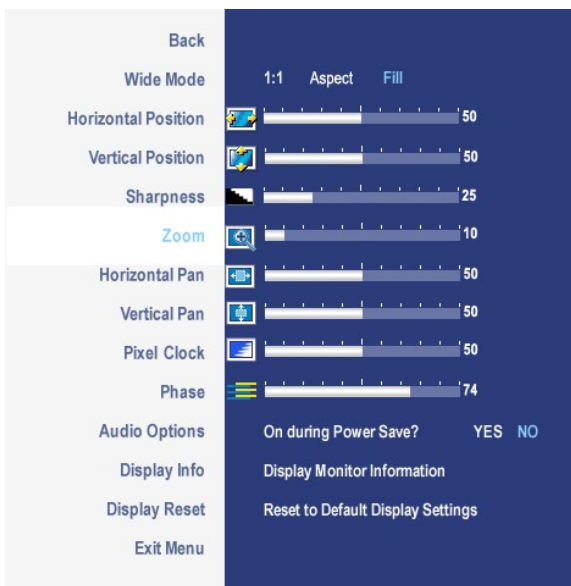 Back
Wide Mode 1:1 Aspect Fill
Horizontal Position 50
Vertical Position 50
Sharpness 25
Zoom 10
Horizontal Pan 50
Vertical Pan 50
Pixel Clock 50
Phase 74
Audio Options On during Power Save? YES NO
Display Info Display Monitor Information
Display Reset Reset to Default Display Settings
Exit Menu